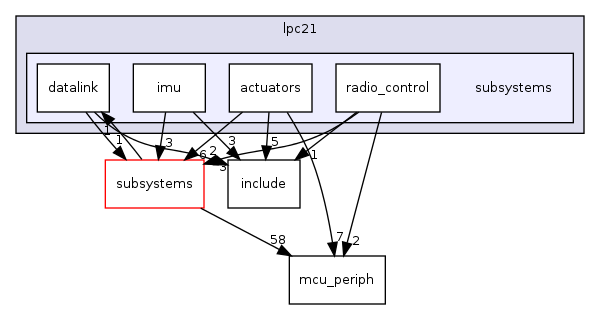 lpc21
datalink
imu
actuators
radio_control
subsystems
1
1
3
3
5
2
6
3
1
subsystems
include
58
7
2
mcu_periph